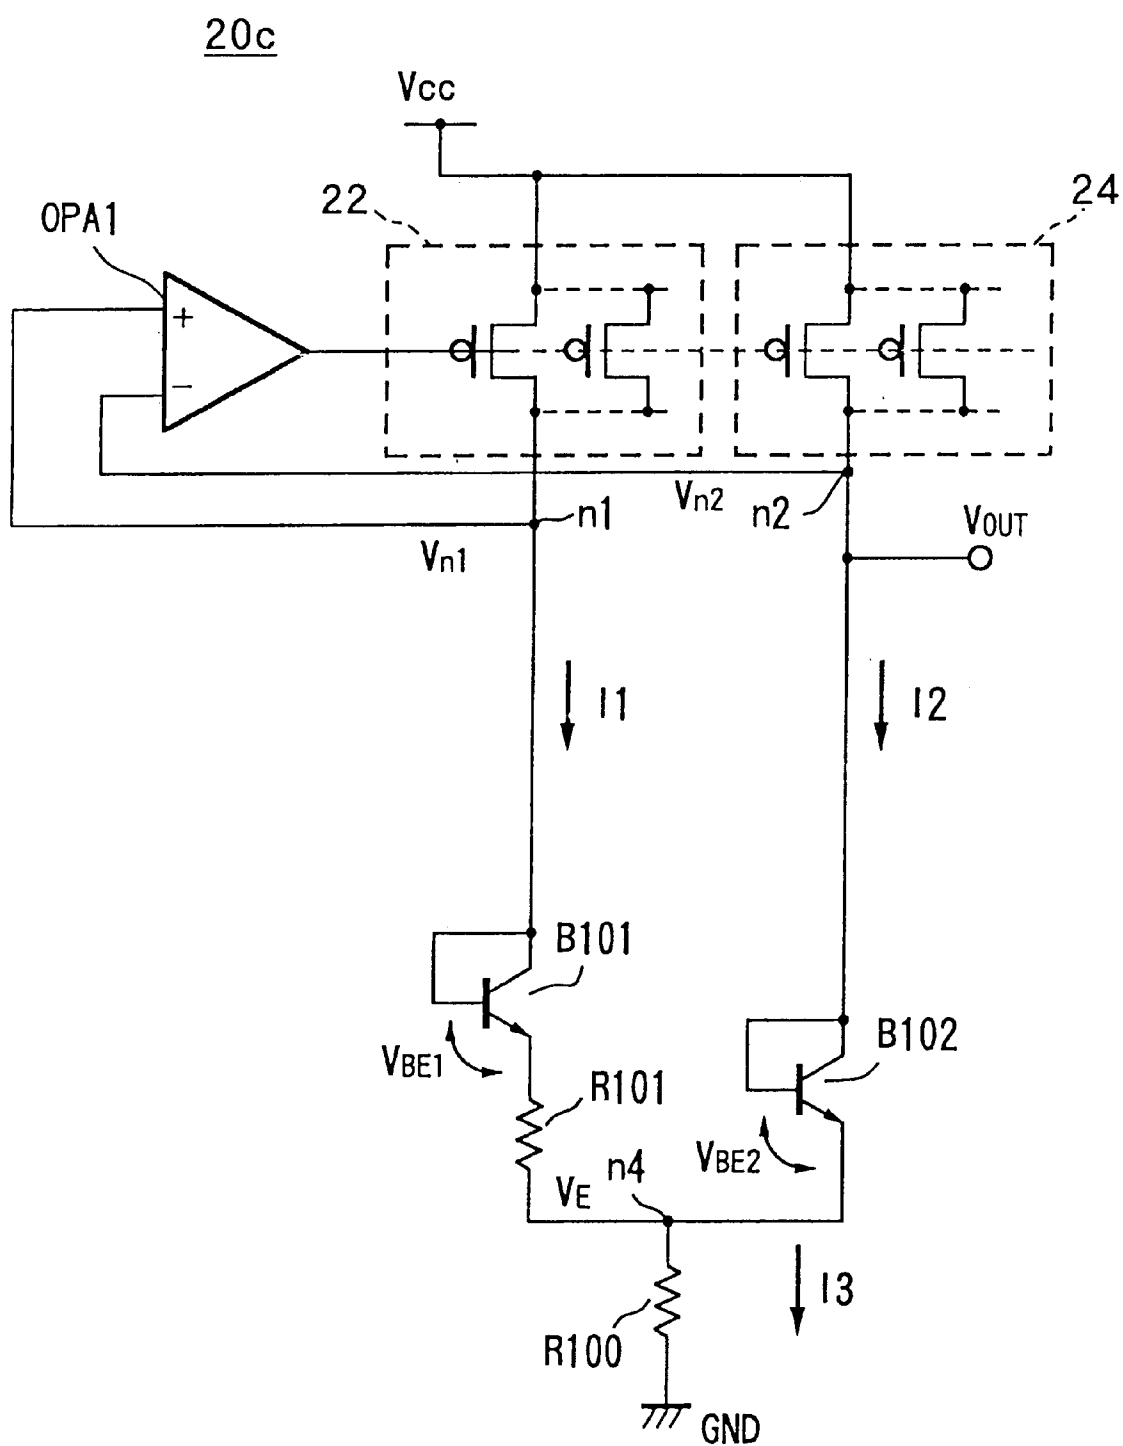 20c
Vcc
22
24
OPA1
+
−
Vn2
n1
n2
VOUT
Vn1
I1
I2
B101
B102
VBE1
R101
VBE2
n4
VE
I3
R100
GND